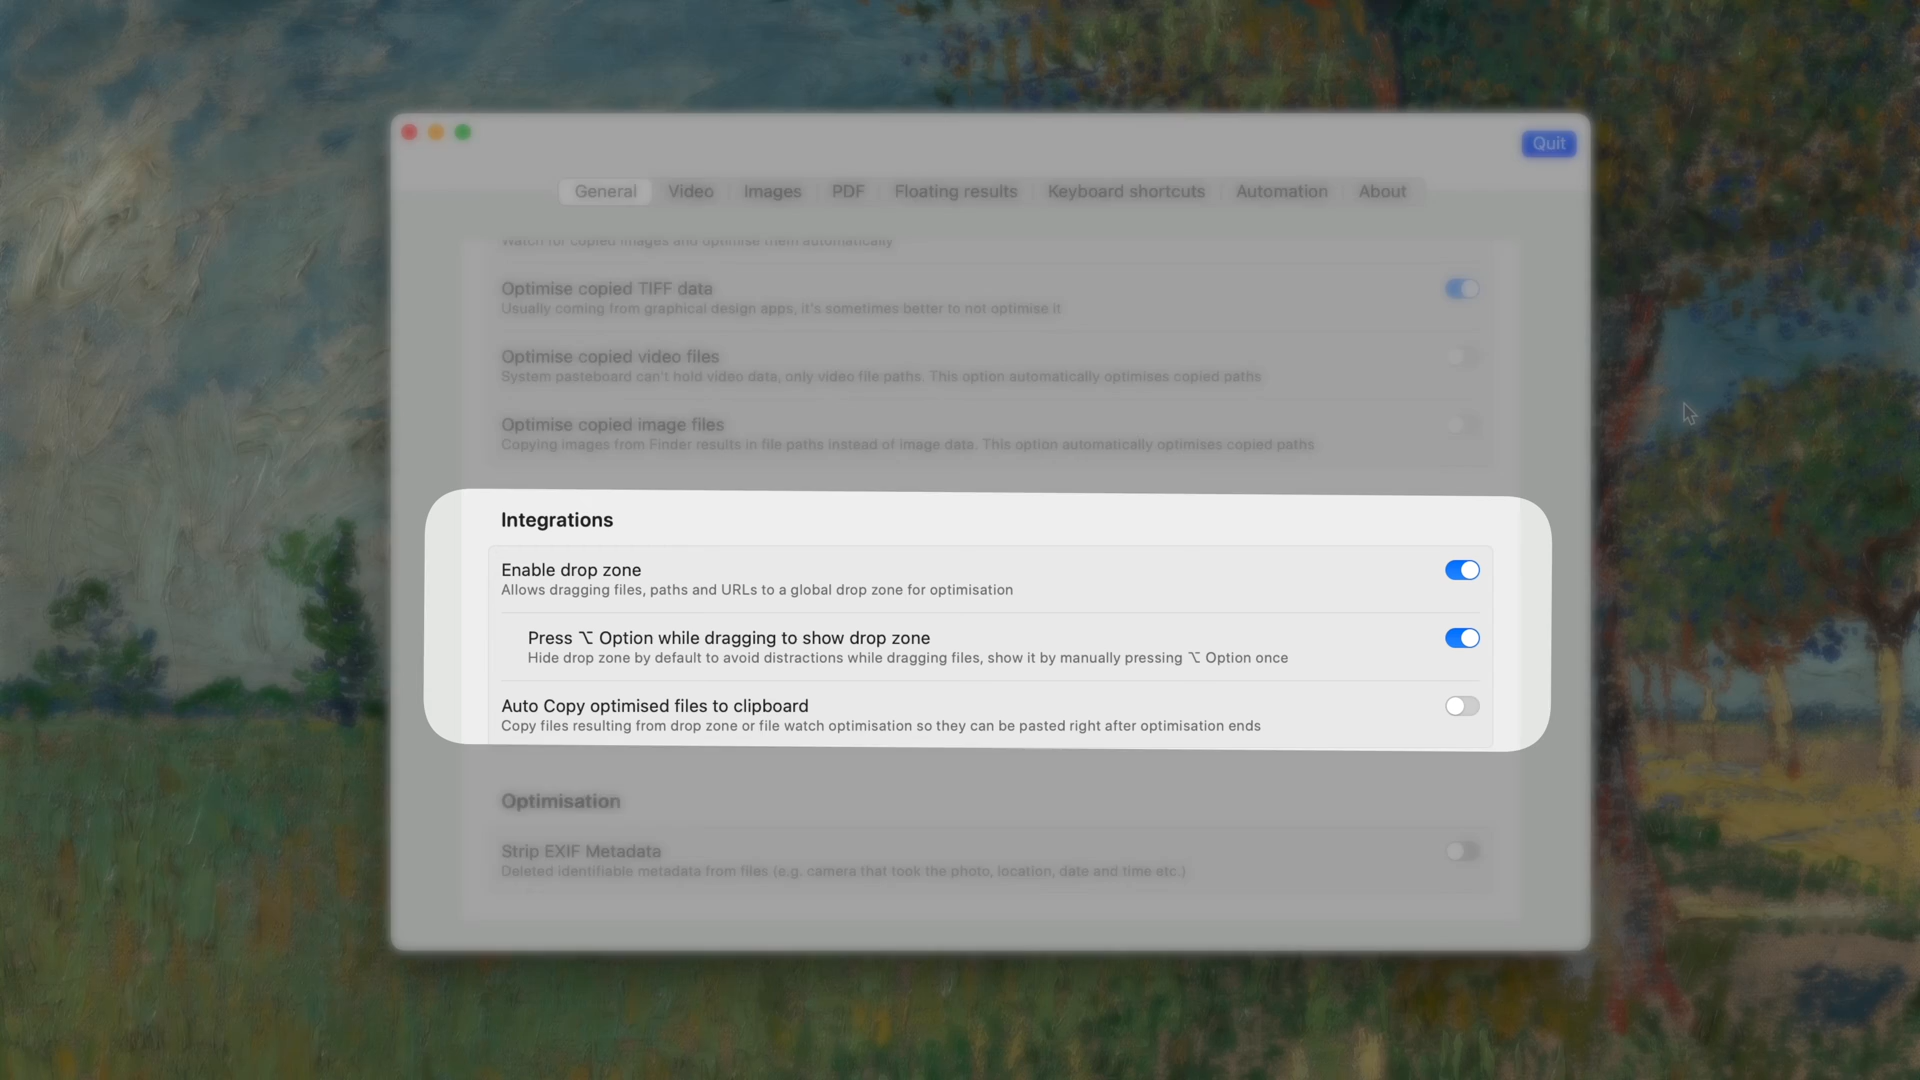 Quit
General
Video
Images
PDF
Floating results
Keyboard shortcuts
Automation
About
Watch for copied images and optimise them automatically
Optimise copied TIFF data
Usually coming from graphical design apps, it's sometimes better to not optimise it
Optimise copied video files
System pasteboard can't hold video data, only video file paths. This option automatically optimises copied paths
Optimise copied image files
Copying images from Finder results in file paths instead of image data. This option automatically optimises copied paths
Integrations
Enable drop zone
Allows dragging files, paths and URLs to a global drop zone for optimisation
Press ⌥ Option while dragging to show drop zone
Hide drop zone by default to avoid distractions while dragging files, show it by manually pressing ⌥ Option once
Auto Copy optimised files to clipboard
Copy files resulting from drop zone or file watch optimisation so they can be pasted right after optimisation ends
Optimisation
Strip EXIF Metadata
Deleted identifiable metadata from files (e.g. camera that took the photo, location, date and time etc.)